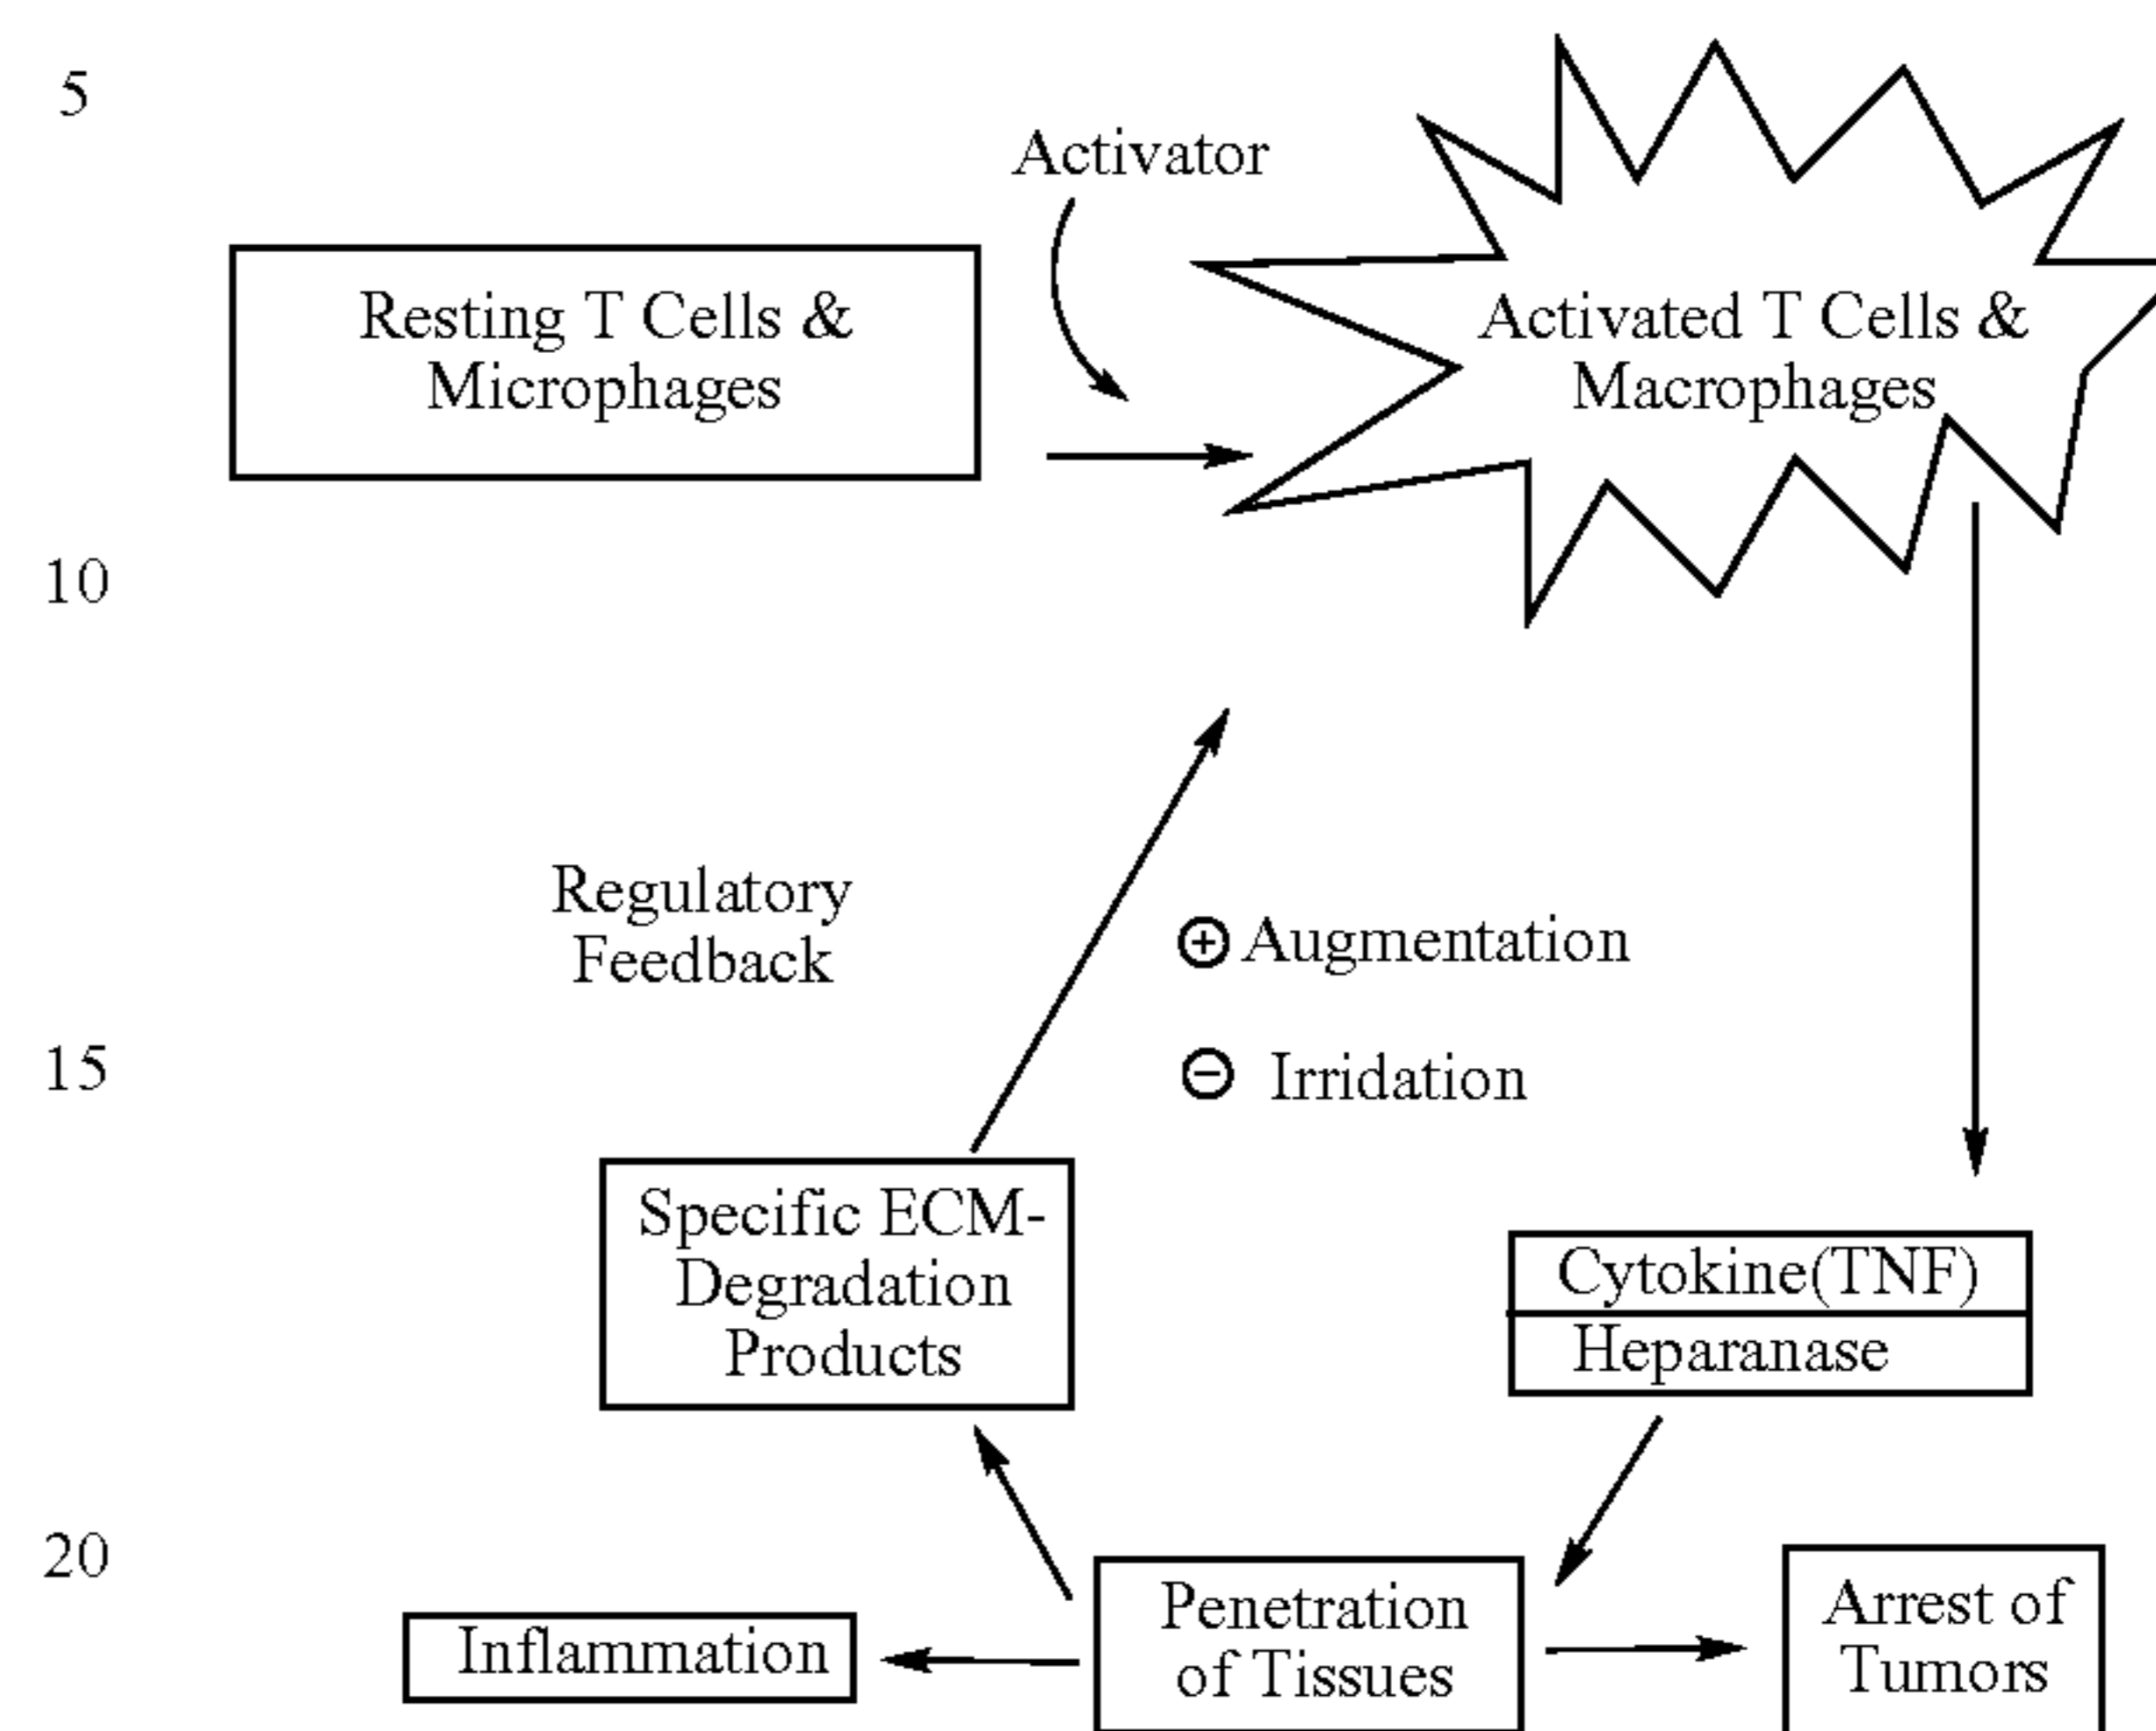 5
Activator
Resting T Cells &
Microphages
Activated T Cells &
Macrophages
10
Regulatory
Feedback
⊕ Augmentation
15
⊖ Irridation
Specific ECM-
Degradation
Products
Cytokine(TNF)
Heparanase
20
Inflammation
Penetration
of Tissues
Arrest of
Tumors